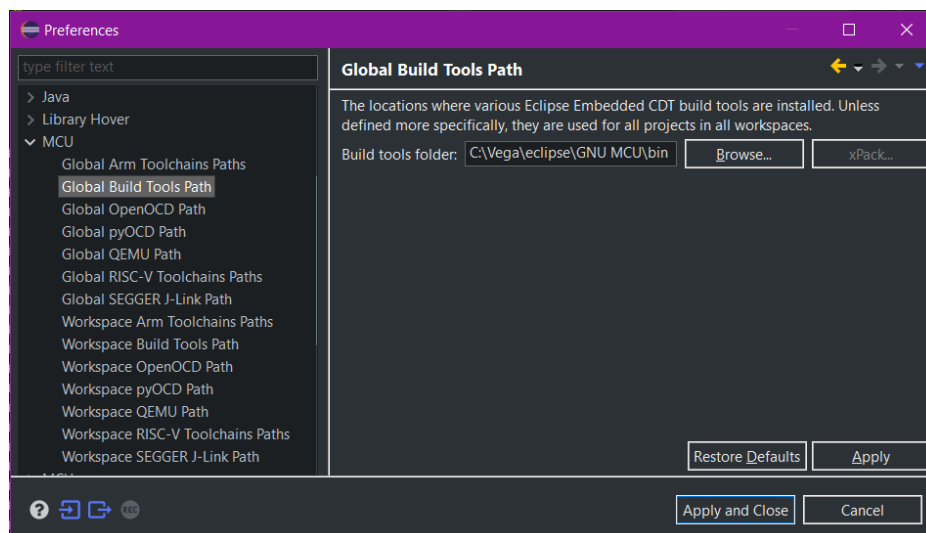 Preferences
type filter text
Java
Library Hover
MCU
Global Arm Toolchains Paths
Global Build Tools Path
Global OpenOCD Path
Global pyOCD Path
Global QEMU Path
Global RISC-V Toolchains Paths
Global SEGGER J-Link Path
Workspace Arm Toolchains Paths
Workspace Build Tools Path
Workspace OpenOCD Path
Workspace pyOCD Path
Workspace QEMU Path
Workspace RISC-V Toolchains Paths
Workspace SEGGER J-Link Path
Global Build Tools Path
The locations where various Eclipse Embedded CDT build tools are installed. Unless
defined more specifically, they are used for all projects in all workspaces.
Build tools folder: C:\Vega\eclipse\GNU MCU\bin Browse... xPack...
Restore Defaults Apply
? REC Apply and Close Cancel